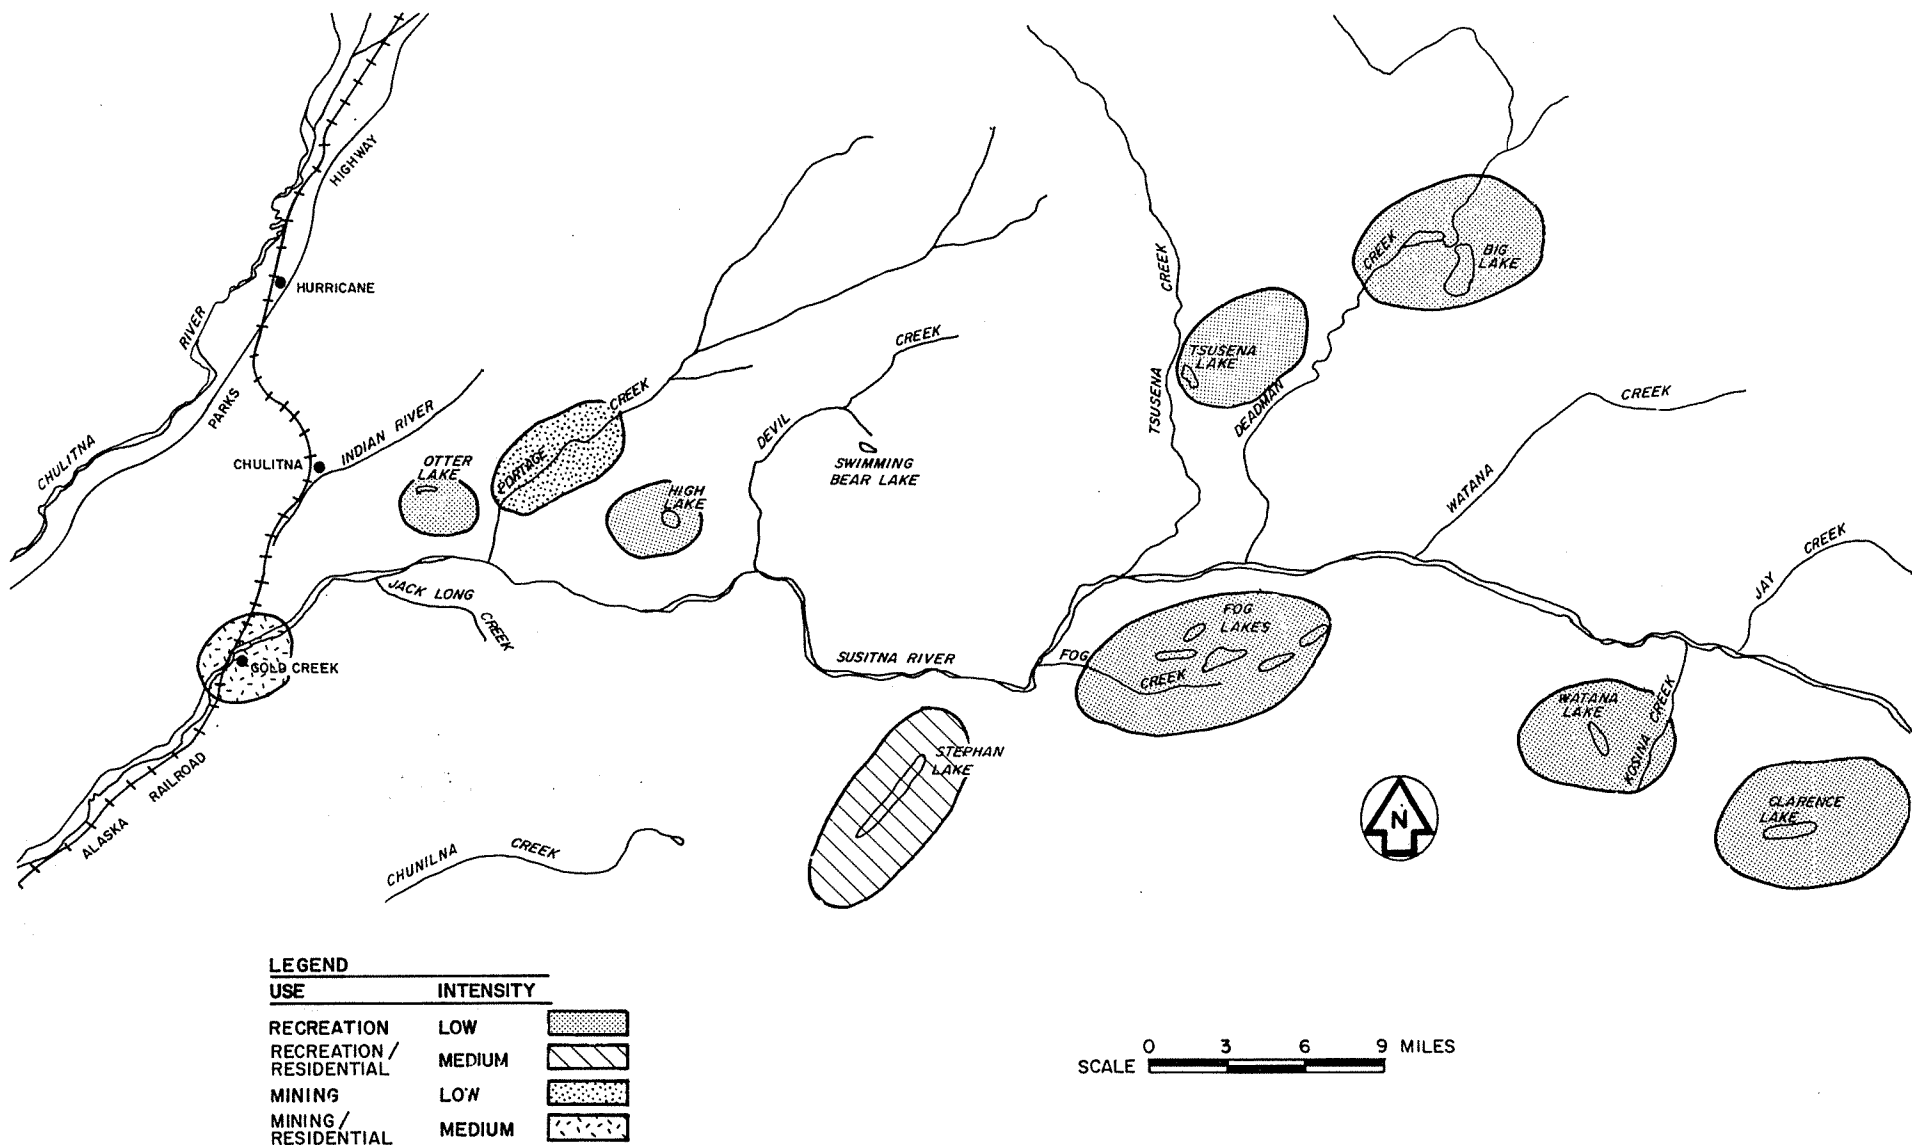 HIGHWAY
HURRICANE
RIVER
CHULITNA
PARKS
CHULITNA
INDIAN RIVER
OTTER
LAKE
PORTAGE
CREEK
HIGH
LAKE
DEVIL
CREEK
SWIMMING
BEAR LAKE
CREEK
TSUSENA
TSUSENA
LAKE
DEADMAN
CREEK
BIG
LAKE
WATANA
CREEK
JAY
CREEK
JACK LONG
CREEK
GOLD CREEK
SUSITNA RIVER
FOG
CREEK
FOG
LAKES
WATANA
LAKE
KOSINA
CREEK
CLARENCE
LAKE
STEPHAN
LAKE
ALASKA
RAILROAD
CHUNILNA
CREEK
N
LEGEND
USE INTENSITY
RECREATION LOW
RECREATION /
RESIDENTIAL MEDIUM
MINING LOW
MINING /
RESIDENTIAL MEDIUM
0 3 6 9 MILES
SCALE